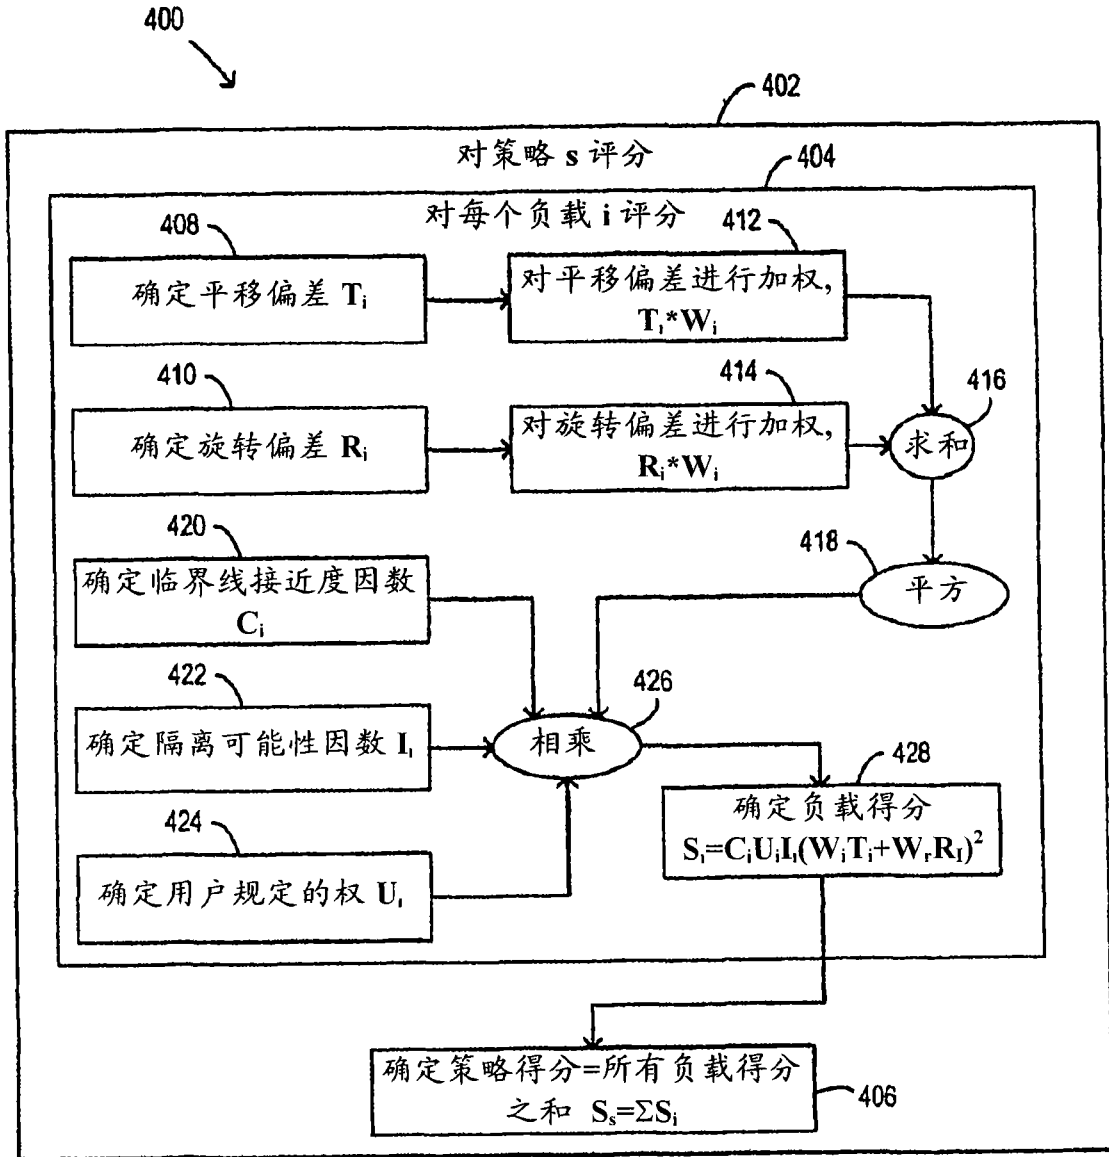 400
402
对策略 s 评分
404
对每个负载 i 评分
408
确定平移偏差 Ti
412
对平移偏差进行加权,
Ti*Wi
410
确定旋转偏差 Ri
414
对旋转偏差进行加权,
Ri*Wi
416
求和
420
确定临界线接近度因数
Ci
418
平方
422
确定隔离可能性因数 Ii
426
相乘
424
确定用户规定的权 Ui
428
确定负载得分
Si=CiUiIi(WiTi+WrRI)²
确定策略得分=所有负载得分
之和 Ss=ΣSi
406